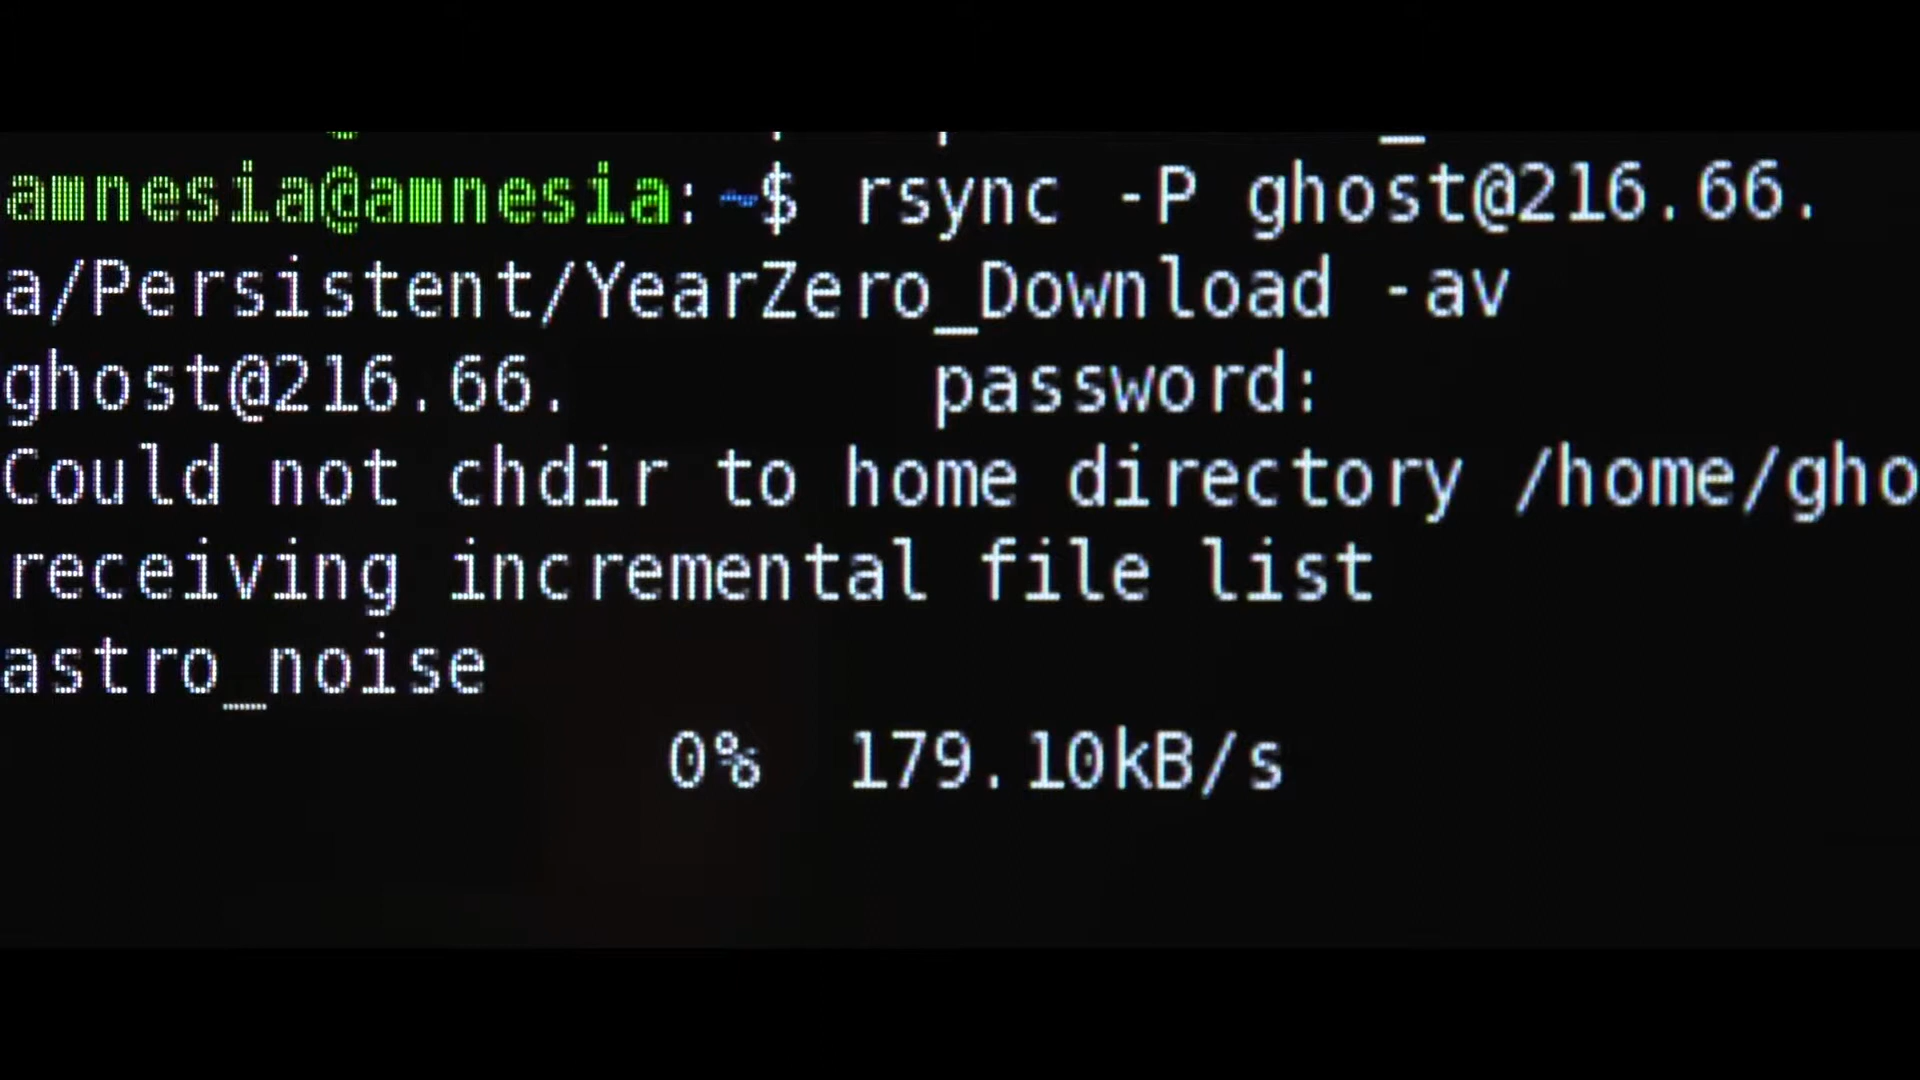 amnesia@amnesia:~$ rsync -P ghost@216.66.
a/Persistent/YearZero_Download -av
ghost@216.66. password:
Could not chdir to home directory /home/gho
receiving incremental file list
astro_noise
0% 179.10kB/s